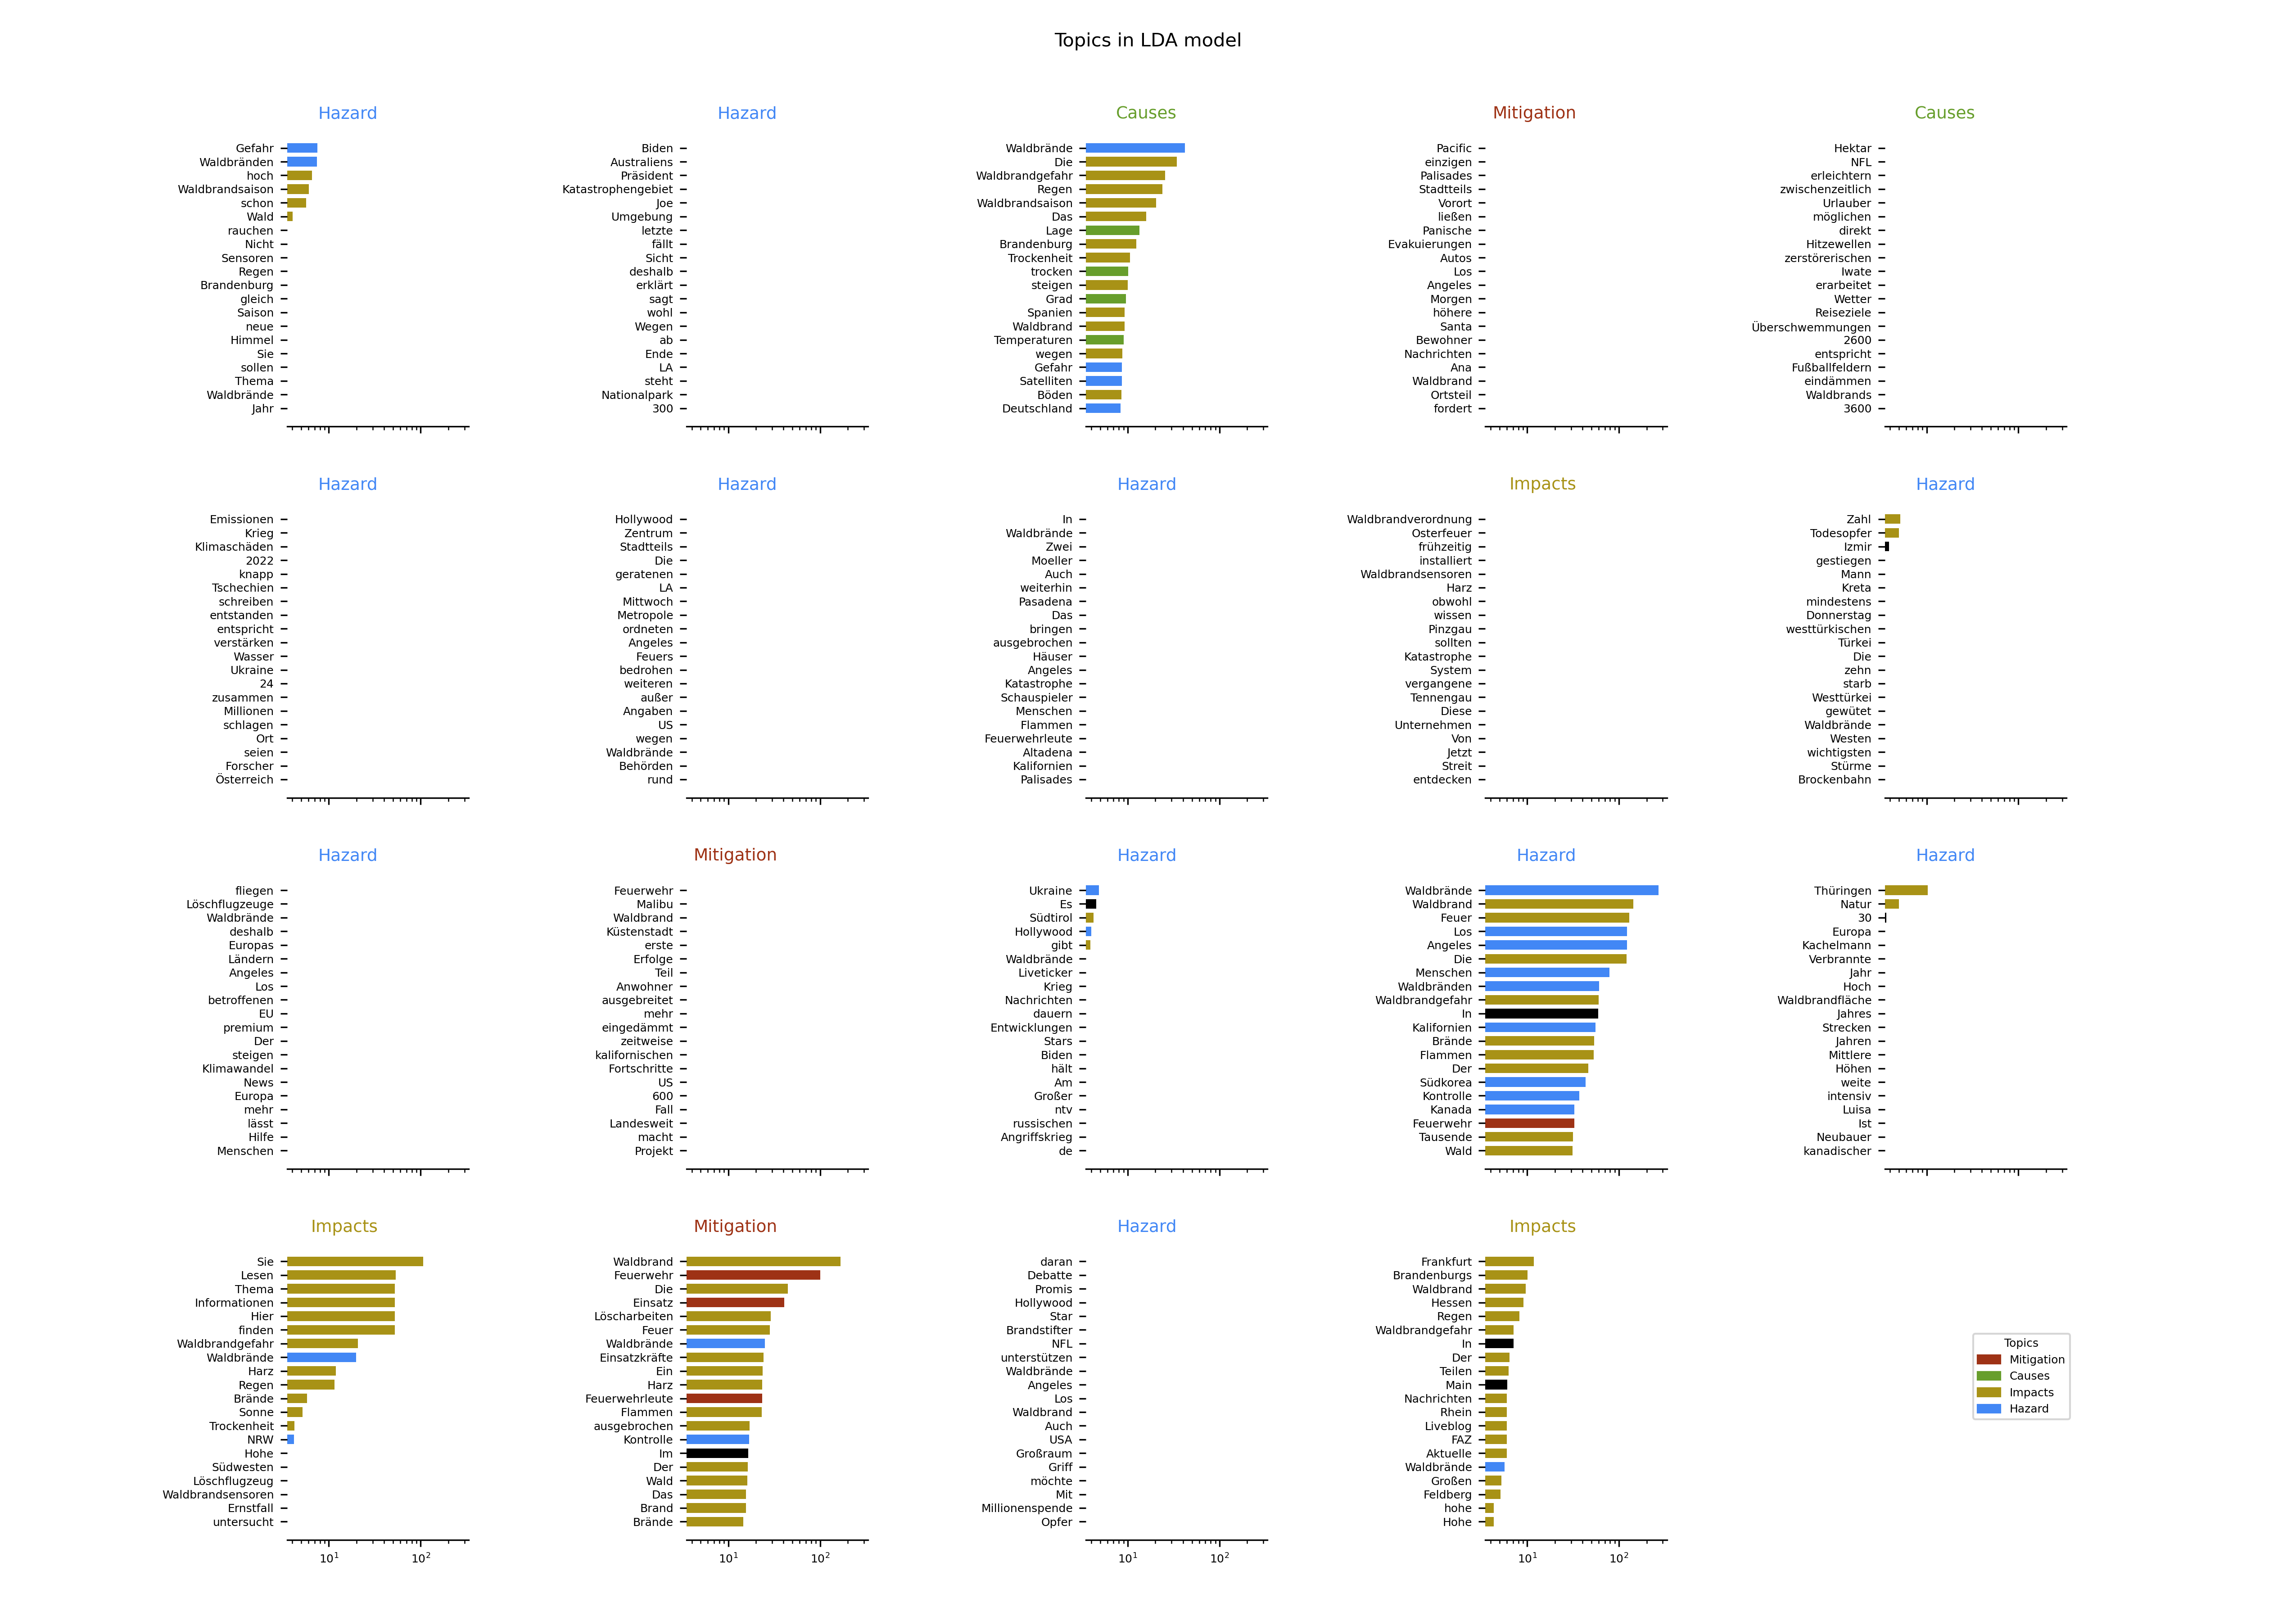 Topics in LDA model
Hazard
Gefahr
Waldbränden
hoch
Waldbrandsaison
schon
Wald
rauchen
Nicht
Sensoren
Regen
Brandenburg
gleich
Saison
neue
Himmel
Sie
sollen
Thema
Waldbrände
Jahr
Hazard
Biden
Australiens
Präsident
Katastrophengebiet
Joe
Umgebung
letzte
fällt
Sicht
deshalb
erklärt
sagt
wohl
Wegen
ab
Ende
LA
steht
Nationalpark
300
Causes
Waldbrände
Die
Waldbrandgefahr
Regen
Waldbrandsaison
Das
Lage
Brandenburg
Trockenheit
trocken
steigen
Grad
Spanien
Waldbrand
Temperaturen
wegen
Gefahr
Satelliten
Böden
Deutschland
Mitigation
Pacific
einzigen
Palisades
Stadtteils
Vorort
ließen
Panische
Evakuierungen
Autos
Los
Angeles
Morgen
höhere
Santa
Bewohner
Nachrichten
Ana
Waldbrand
Ortsteil
fordert
Causes
Hektar
NFL
erleichtern
zwischenzeitlich
Urlauber
möglichen
direkt
Hitzewellen
zerstörerischen
Iwate
erarbeitet
Wetter
Reiseziele
Überschwemmungen
2600
entspricht
Fußballfeldern
eindämmen
Waldbrands
3600
Hazard
Emissionen
Krieg
Klimaschäden
2022
knapp
Tschechien
schreiben
entstanden
entspricht
verstärken
Wasser
Ukraine
24
zusammen
Millionen
schlagen
Ort
seien
Forscher
Österreich
Hazard
Hollywood
Zentrum
Stadtteils
Die
geratenen
LA
Mittwoch
Metropole
ordneten
Angeles
Feuers
bedrohen
weiteren
außer
Angaben
US
wegen
Waldbrände
Behörden
rund
Hazard
In
Waldbrände
Zwei
Moeller
Auch
weiterhin
Pasadena
Das
bringen
ausgebrochen
Häuser
Angeles
Katastrophe
Schauspieler
Menschen
Flammen
Feuerwehrleute
Altadena
Kalifornien
Palisades
Impacts
Waldbrandverordnung
Osterfeuer
frühzeitig
installiert
Waldbrandsensoren
Harz
obwohl
wissen
Pinzgau
sollten
Katastrophe
System
vergangene
Tennengau
Diese
Unternehmen
Von
Jetzt
Streit
entdecken
Hazard
Zahl
Todesopfer
Izmir
gestiegen
Mann
Kreta
mindestens
Donnerstag
westtürkischen
Türkei
Die
zehn
starb
Westtürkei
gewütet
Waldbrände
Westen
wichtigsten
Stürme
Brockenbahn
Hazard
fliegen
Löschflugzeuge
Waldbrände
deshalb
Europas
Ländern
Angeles
Los
betroffenen
EU
premium
Der
steigen
Klimawandel
News
Europa
mehr
lässt
Hilfe
Menschen
Mitigation
Feuerwehr
Malibu
Waldbrand
Küstenstadt
erste
Erfolge
Teil
Anwohner
ausgebreitet
mehr
eingedämmt
zeitweise
kalifornischen
Fortschritte
US
600
Fall
Landesweit
macht
Projekt
Hazard
Ukraine
Es
Südtirol
Hollywood
gibt
Waldbrände
Liveticker
Krieg
Nachrichten
dauern
Entwicklungen
Stars
Biden
hält
Am
Großer
ntv
russischen
Angriffskrieg
de
Hazard
Waldbrände
Waldbrand
Feuer
Los
Angeles
Die
Menschen
Waldbränden
Waldbrandgefahr
In
Kalifornien
Brände
Flammen
Der
Südkorea
Kontrolle
Kanada
Feuerwehr
Tausende
Wald
Hazard
Thüringen
Natur
30
Europa
Kachelmann
Verbrannte
Jahr
Hoch
Waldbrandfläche
Jahres
Strecken
Jahren
Mittlere
Höhen
weite
intensiv
Luisa
Ist
Neubauer
kanadischer
Impacts
Sie
Lesen
Thema
Informationen
Hier
finden
Waldbrandgefahr
Waldbrände
Harz
Regen
Brände
Sonne
Trockenheit
NRW
Hohe
Südwesten
Löschflugzeug
Waldbrandsensoren
Ernstfall
untersucht
10¹ 10²
Mitigation
Waldbrand
Feuerwehr
Die
Einsatz
Löscharbeiten
Feuer
Waldbrände
Einsatzkräfte
Ein
Harz
Feuerwehrleute
Flammen
ausgebrochen
Kontrolle
Im
Der
Wald
Das
Brand
Brände
10¹ 10²
Hazard
daran
Debatte
Promis
Hollywood
Star
Brandstifter
NFL
unterstützen
Waldbrände
Angeles
Los
Waldbrand
Auch
USA
Großraum
Griff
möchte
Mit
Millionenspende
Opfer
10¹ 10²
Impacts
Frankfurt
Brandenburgs
Waldbrand
Hessen
Regen
Waldbrandgefahr
In
Der
Teilen
Main
Nachrichten
Rhein
Liveblog
FAZ
Aktuelle
Waldbrände
Großen
Feldberg
hohe
Hohe
10¹ 10²
Topics
Mitigation
Causes
Impacts
Hazard